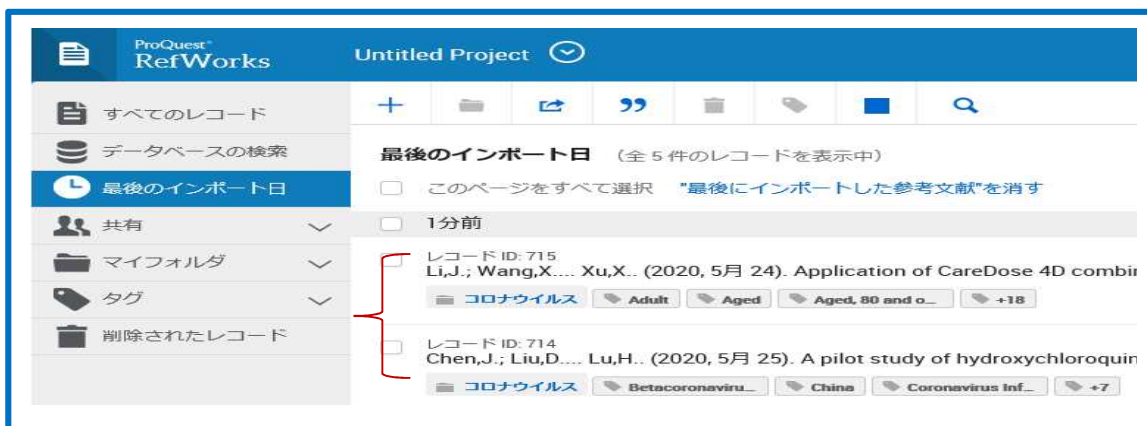 ProQuest®
RefWorks
Untitled Project
すべてのレコード
データベースの検索
最後のインポート日
共有
マイフォルダ
タグ
削除されたレコード
最後のインポート日 (全 5 件のレコードを表示中)
このページをすべて選択 "最後にインポートした参考文献"を消す
1分前
レコード ID: 715
Li,J.; Wang,X.... Xu,X.. (2020, 5月 24). Application of CareDose 4D combin
コロナウイルス Adult Aged Aged, 80 and o... +18
レコード ID: 714
Chen,J.; Liu,D.... Lu,H.. (2020, 5月 25). A pilot study of hydroxychloroquin
コロナウイルス Betacoronaviru... China Coronavirus Inf... +7